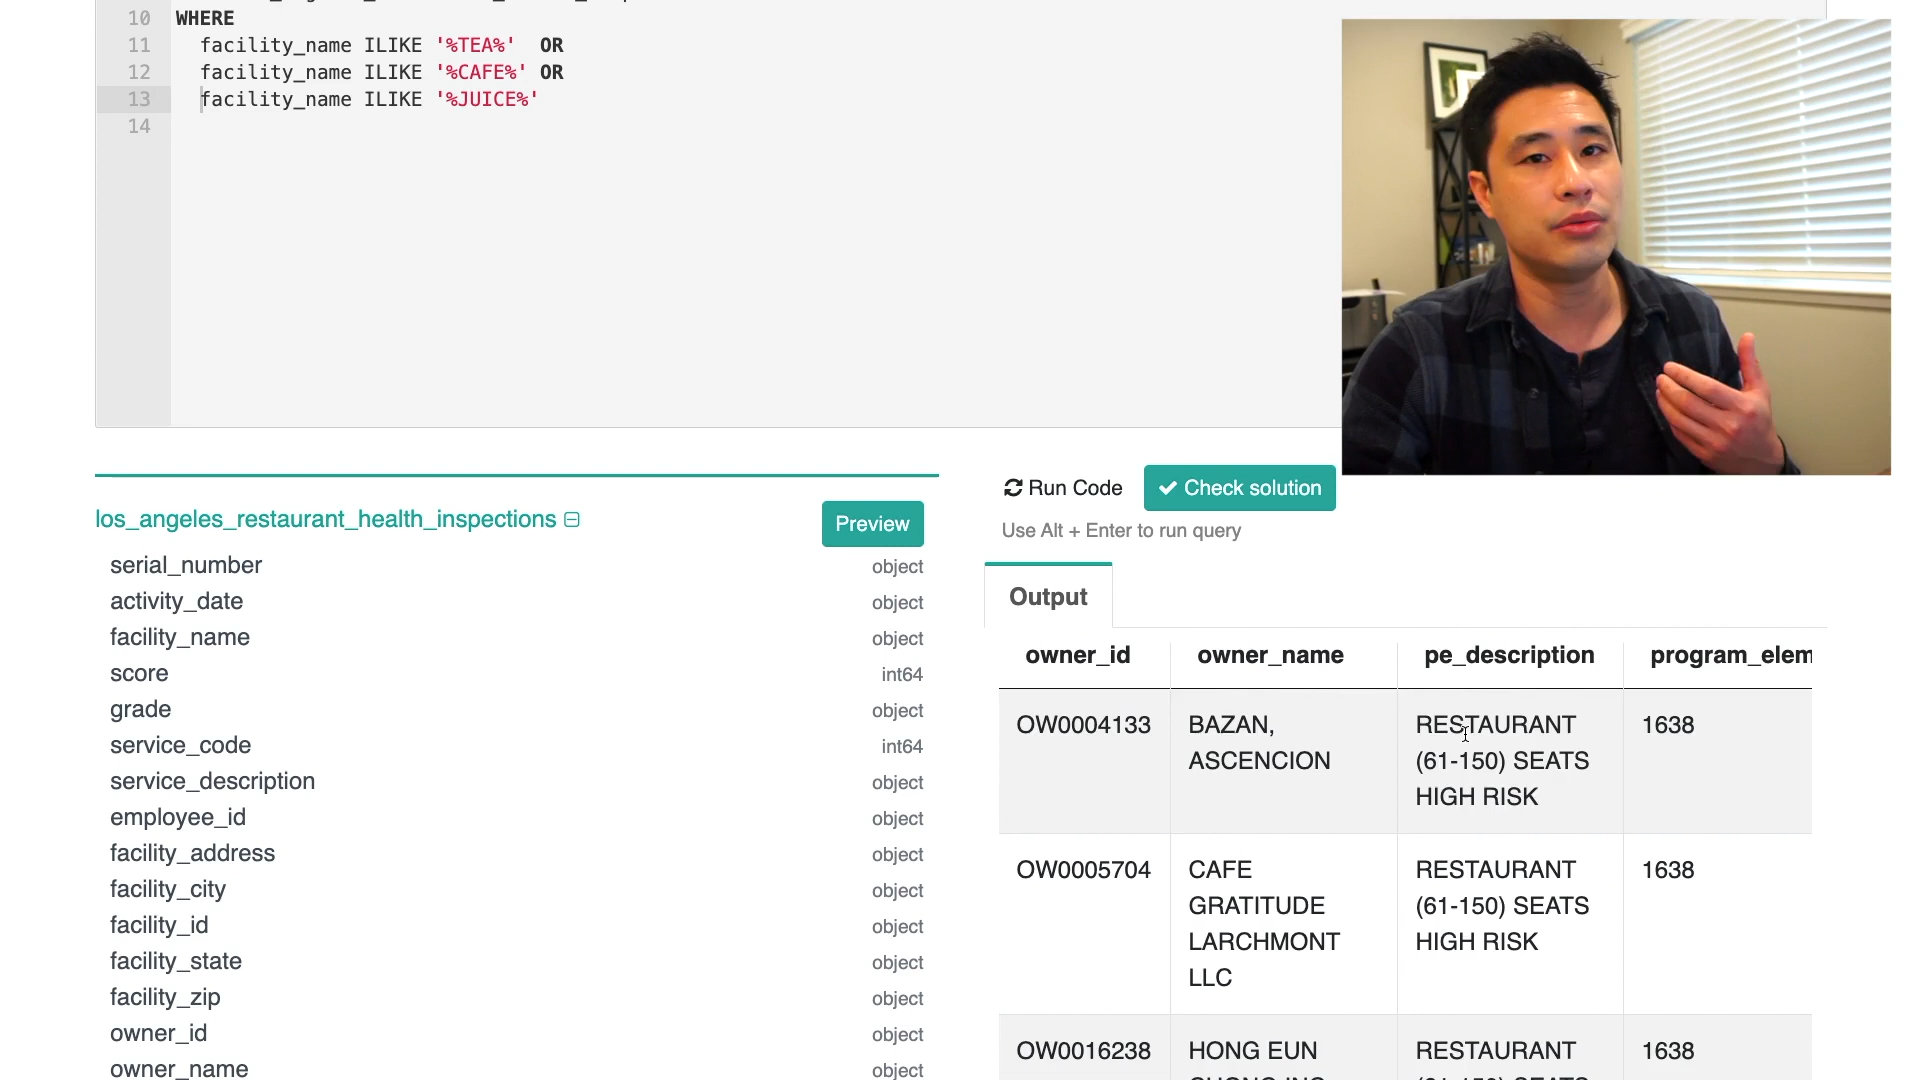 10 WHERE
11 facility_name ILIKE '%TEA%' OR
12 facility_name ILIKE '%CAFE%' OR
13 facility_name ILIKE '%JUICE%'
14
los_angeles_restaurant_health_inspections
Preview
serial_number object
activity_date object
facility_name object
score int64
grade object
service_code int64
service_description object
employee_id object
facility_address object
facility_city object
facility_id object
facility_state object
facility_zip object
owner_id object
owner_name object
Run Code
Check solution
Use Alt + Enter to run query
Output
owner_id owner_name pe_description program_elem
OW0004133 BAZAN, RESTAURANT 1638
ASCENCION (61-150) SEATS
HIGH RISK
OW0005704 CAFE RESTAURANT 1638
GRATITUDE (61-150) SEATS
LARCHMONT HIGH RISK
LLC
OW0016238 HONG EUN RESTAURANT 1638